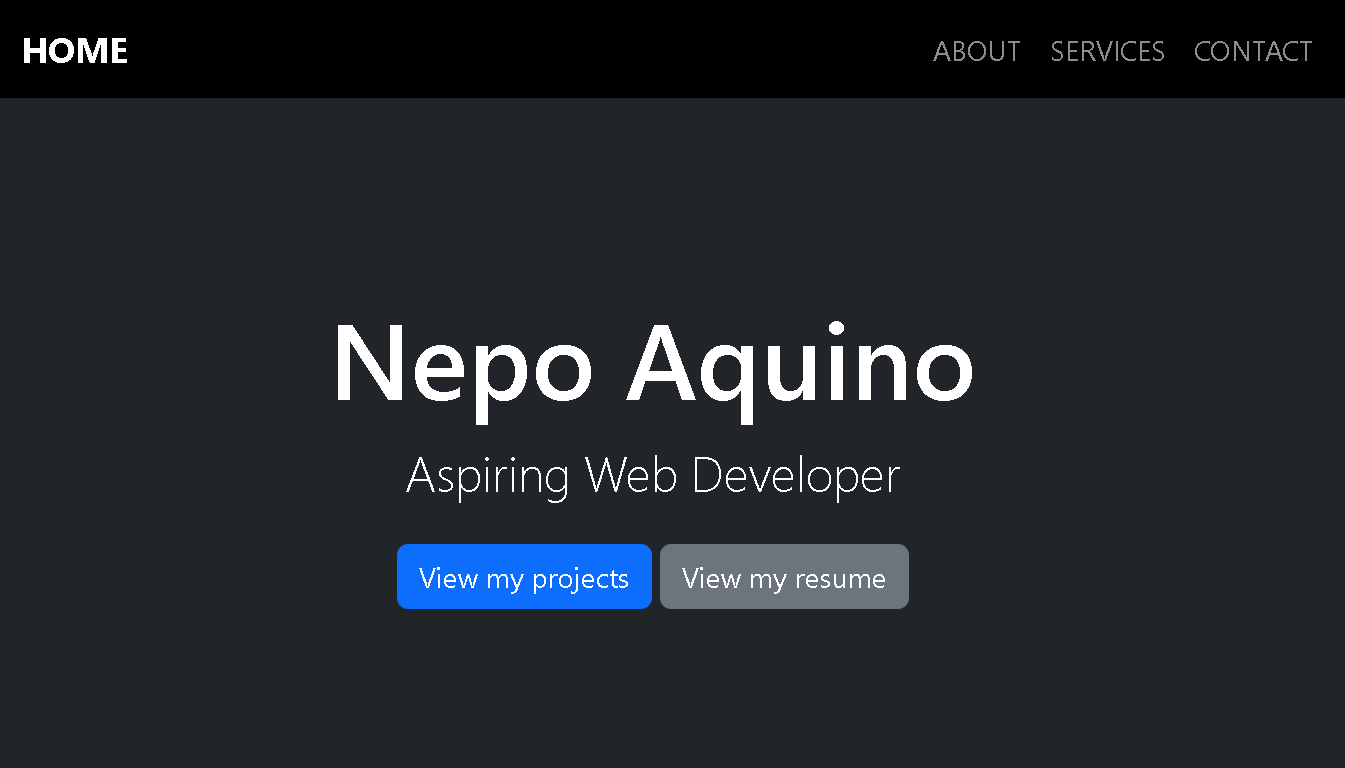 HOME ABOUT SERVICES CONTACT
Nepo Aquino
Aspiring Web Developer
View my projects View my resume